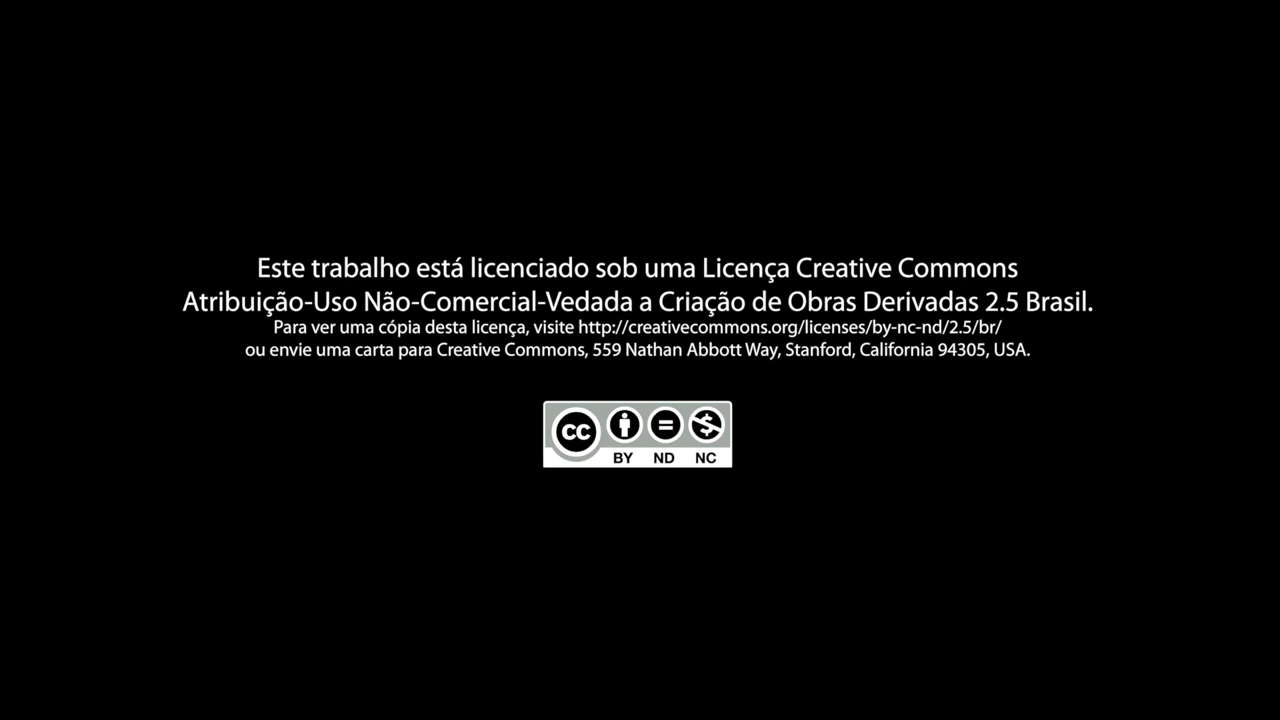 Este trabalho está licenciado sob uma Licença Creative Commons
Atribuição-Uso Não-Comercial-Vedada a Criação de Obras Derivadas 2.5 Brasil.
Para ver uma cópia desta licença, visite http://creativecommons.org/licenses/by-nc-nd/2.5/br/
ou envie uma carta para Creative Commons, 559 Nathan Abbott Way, Stanford, California 94305, USA.
cc
BY ND NC